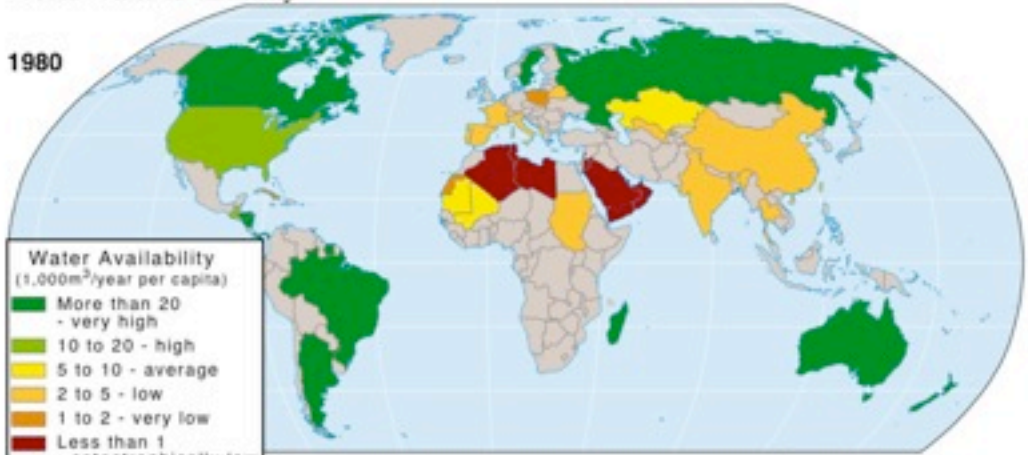 1980
Water Availability
(1,000m³/year per capita)
More than 20
- very high
10 to 20 - high
5 to 10 - average
2 to 5 - low
1 to 2 - very low
Less than 1